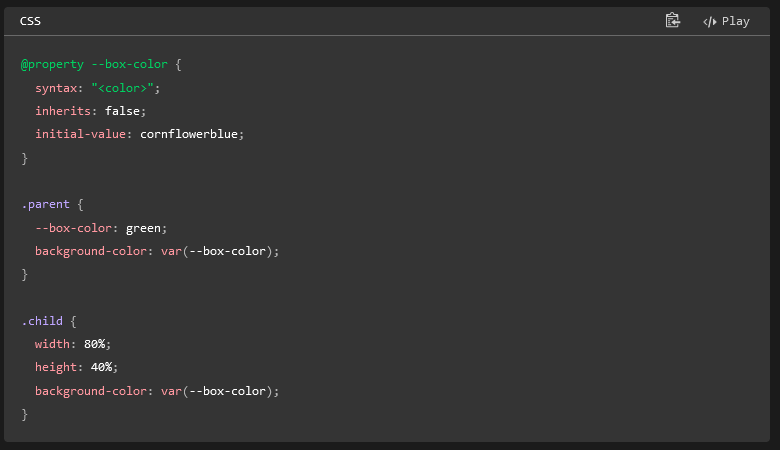 CSS
Play
@property --box-color {
  syntax: "<color>";
  inherits: false;
  initial-value: cornflowerblue;
}

.parent {
  --box-color: green;
  background-color: var(--box-color);
}

.child {
  width: 80%;
  height: 40%;
  background-color: var(--box-color);
}